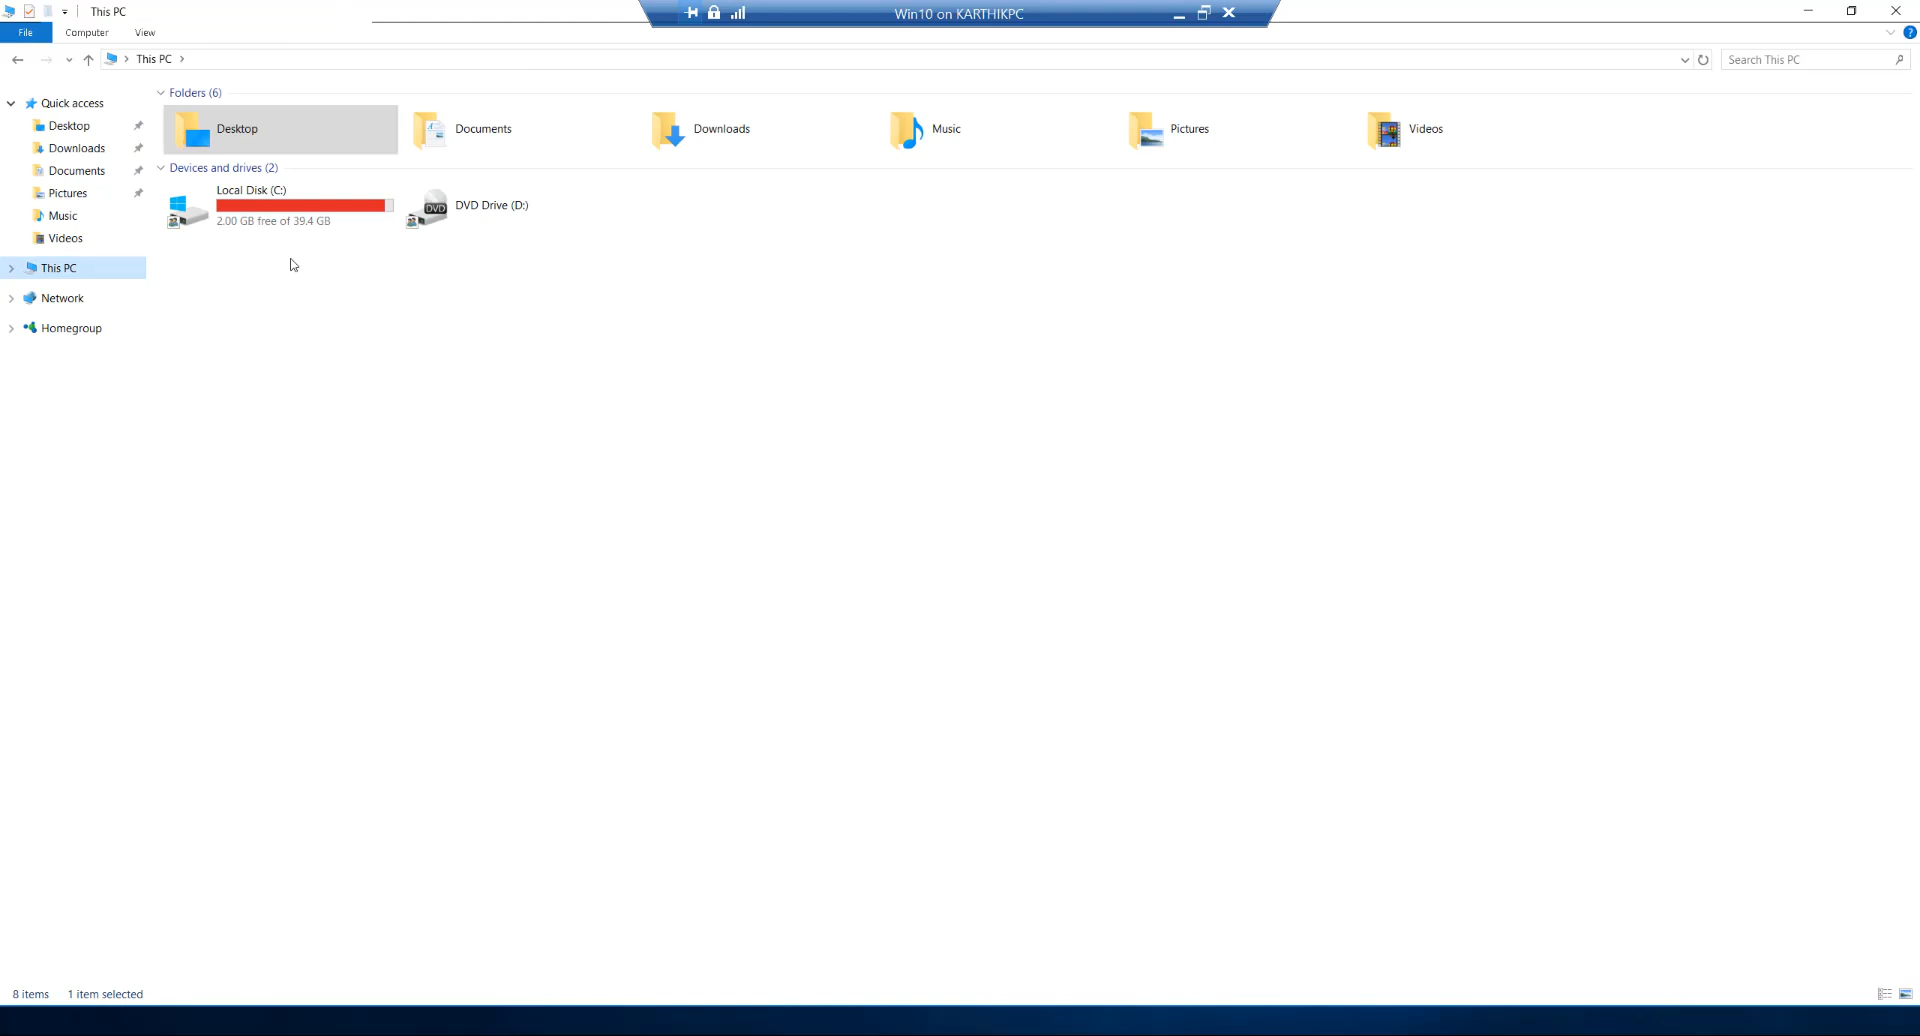 This PC
Win10 on KARTHIKPC
File Computer View
This PC
Search This PC
Quick access
Desktop
Downloads
Documents
Pictures
Music
Videos
This PC
Network
Homegroup
Folders (6)
Desktop
Documents
Downloads
Music
Pictures
Videos
Devices and drives (2)
Local Disk (C:)
2.00 GB free of 39.4 GB
DVD
DVD Drive (D:)
8 items 1 item selected